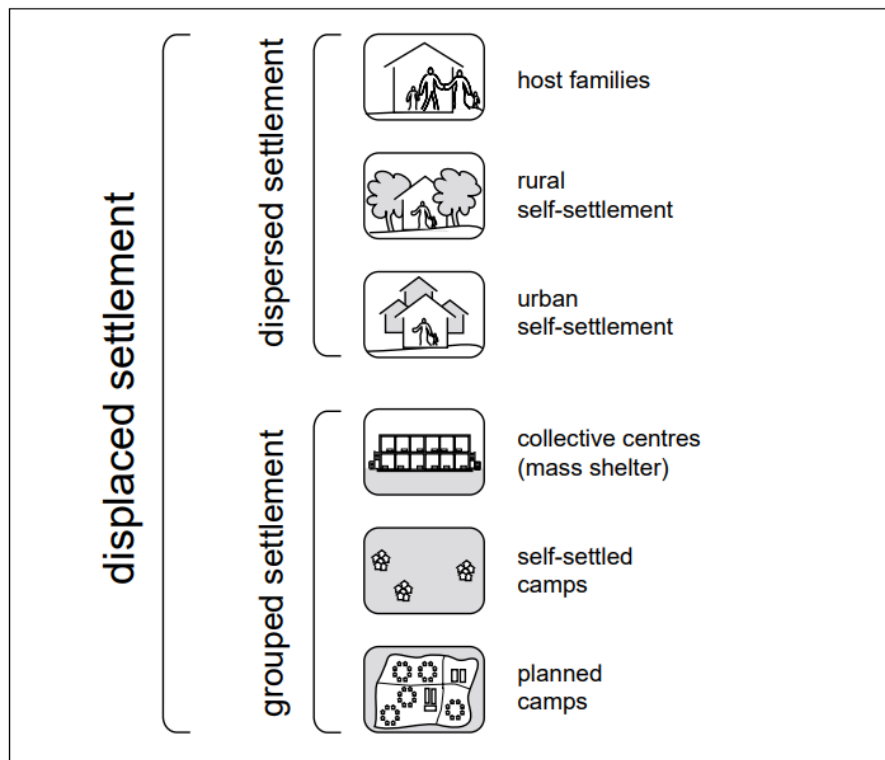 displaced settlement
dispersed settlement
host families
rural
self-settlement
urban
self-settlement
grouped settlement
collective centres
(mass shelter)
self-settled
camps
planned
camps